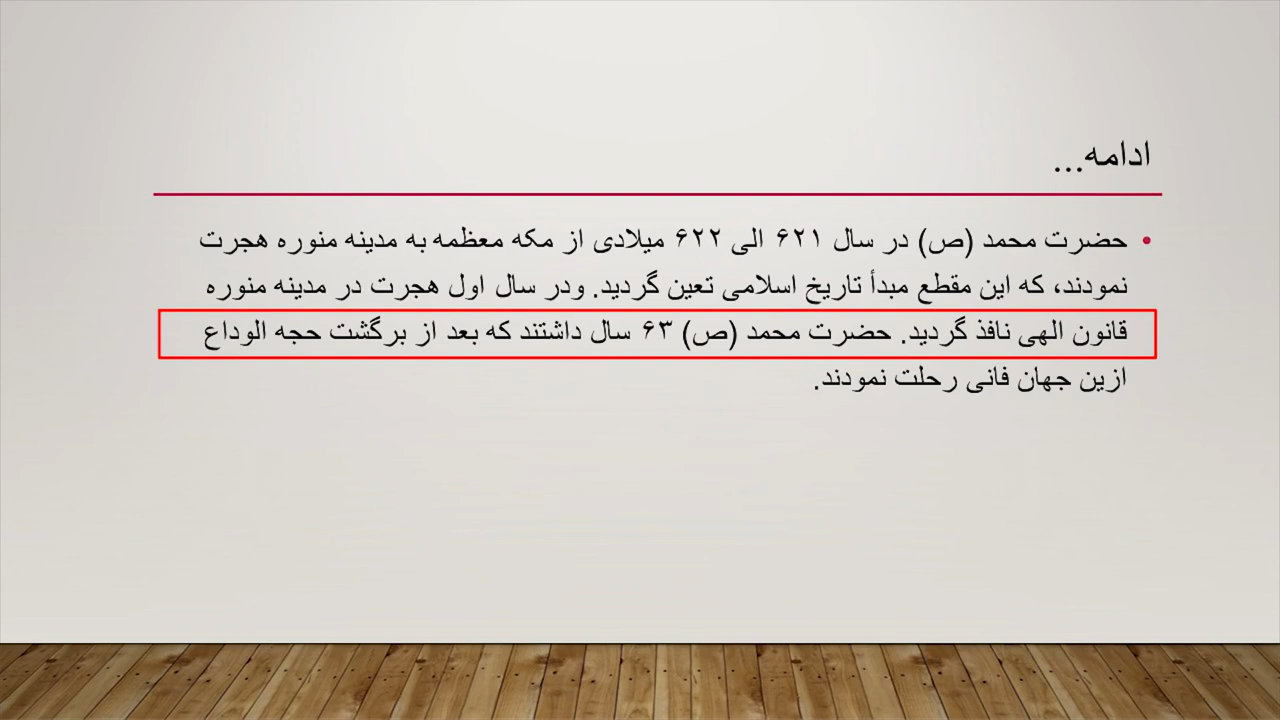 ادامه...
• حضرت محمد (ص) در سال ۶۲۱ الی ۶۲۲ میلادی از مکه معظمه به مدینه منوره هجرت
نمودند، که این مقطع مبدأ تاریخ اسلامی تعین گردید. ودر سال اول هجرت در مدینه منوره
قانون الهی نافذ گردید. حضرت محمد (ص) ۶۳ سال داشتند که بعد از برگشت حجه الوداع
ازین جهان فانی رحلت نمودند.